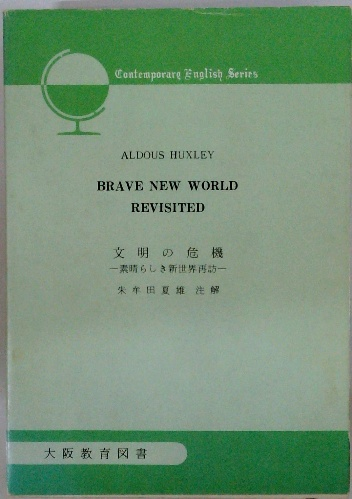 Contemporary English Series
ALDOUS HUXLEY
BRAVE NEW WORLD
REVISITED
文明の危機
―素晴らしき新世界再訪―
朱牟田夏雄 注解
大阪教育図書